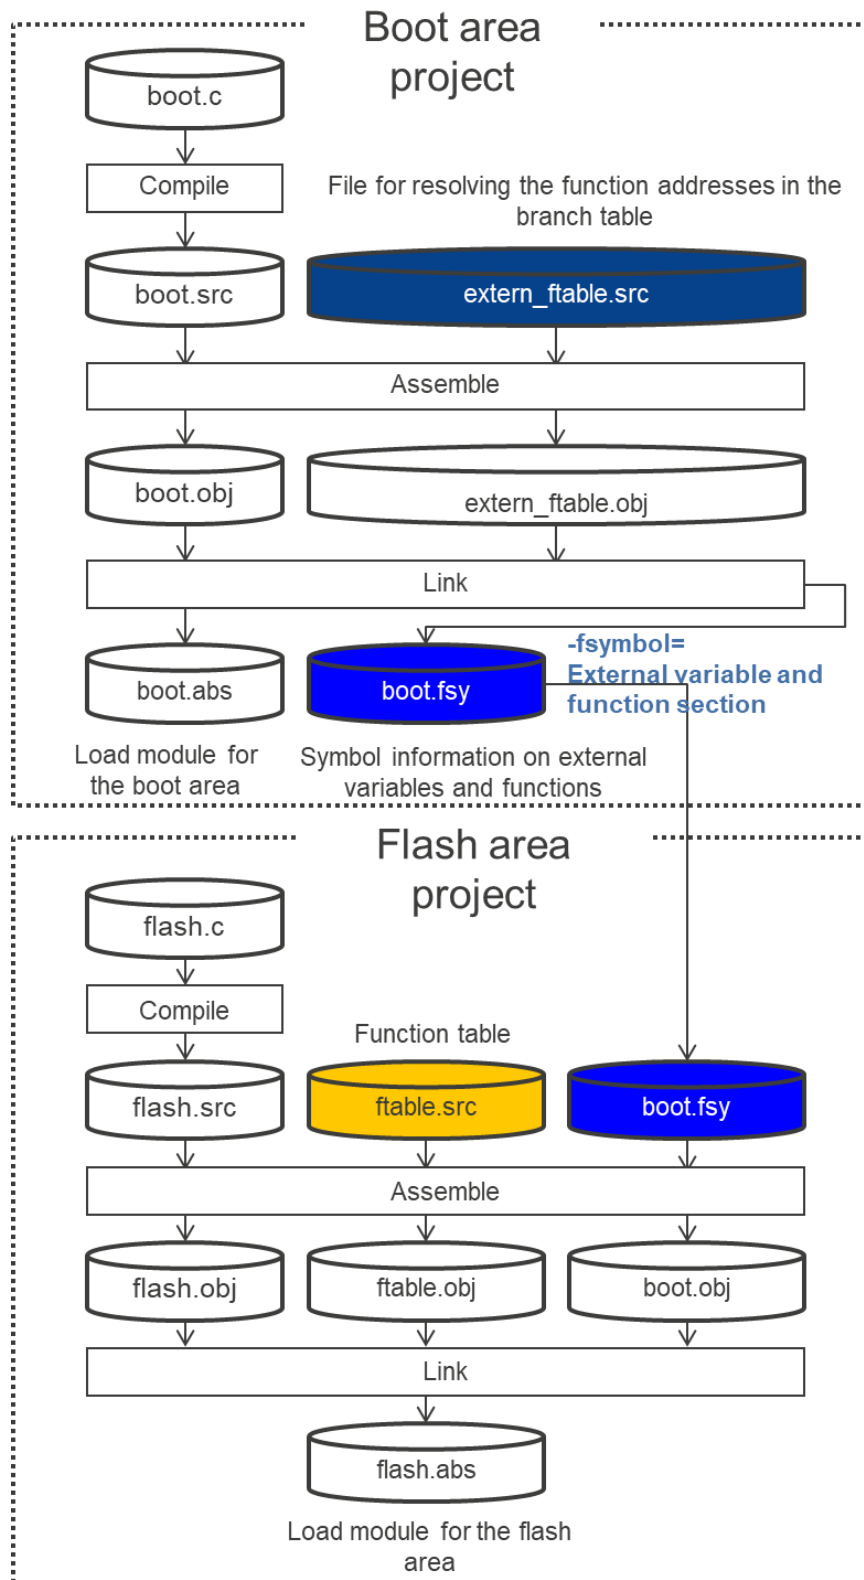 Boot area
project
boot.c
Compile
File for resolving the function addresses in the
branch table
boot.src
extern_ftable.src
Assemble
boot.obj
extern_ftable.obj
Link
-fsymbol=
External variable and
function section
boot.abs
boot.fsy
Load module for
the boot area
Symbol information on external
variables and functions
Flash area
project
flash.c
Compile
Function table
flash.src
ftable.src
boot.fsy
Assemble
flash.obj
ftable.obj
boot.obj
Link
flash.abs
Load module for the flash
area